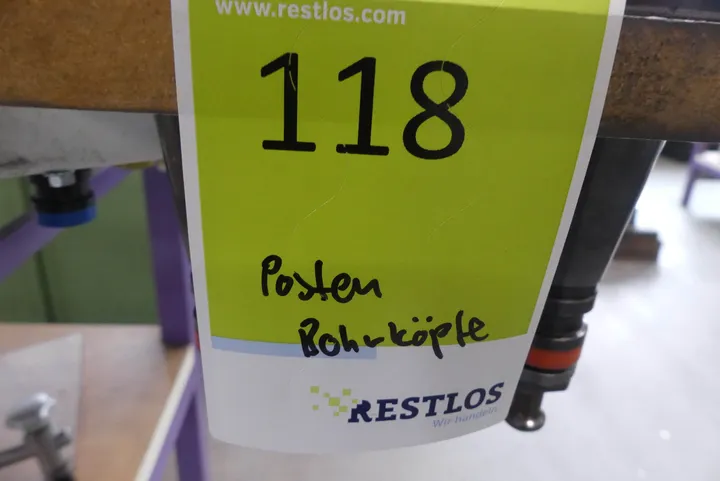 www.restlos.com
118
Posten
Bohrköpfe
RESTLOS
Wir handeln.